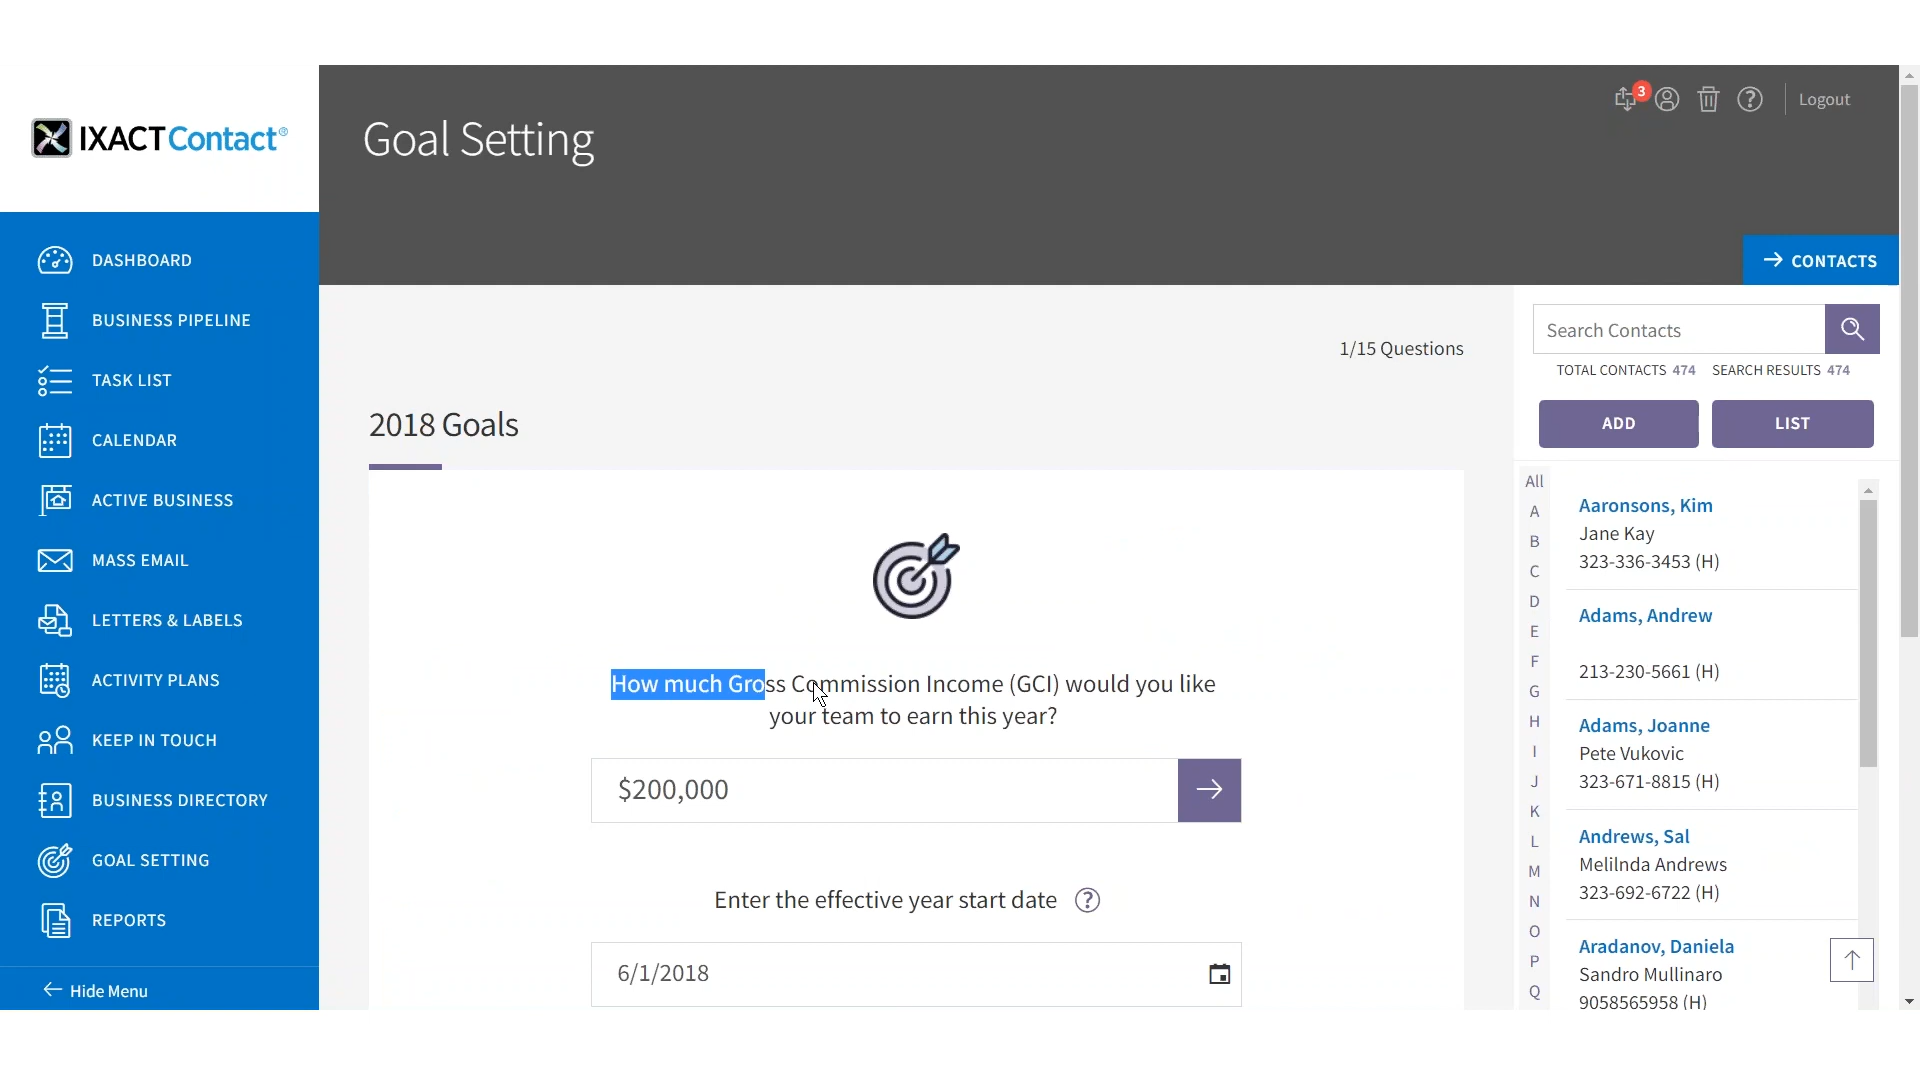 IXACTContact®
Goal Setting
3
Logout
→ CONTACTS
DASHBOARD
BUSINESS PIPELINE
TASK LIST
CALENDAR
ACTIVE BUSINESS
MASS EMAIL
LETTERS & LABELS
ACTIVITY PLANS
KEEP IN TOUCH
BUSINESS DIRECTORY
GOAL SETTING
REPORTS
← Hide Menu
1/15 Questions
2018 Goals
How much Gross Commission Income (GCI) would you like
your team to earn this year?
$200,000
Enter the effective year start date ?
6/1/2018
Search Contacts
TOTAL CONTACTS 474 SEARCH RESULTS 474
ADD LIST
All
A
B
C
D
E
F
G
H
I
J
K
L
M
N
O
P
Q
Aaronsons, Kim
Jane Kay
323-336-3453 (H)
Adams, Andrew
213-230-5661 (H)
Adams, Joanne
Pete Vukovic
323-671-8815 (H)
Andrews, Sal
Melilnda Andrews
323-692-6722 (H)
Aradanov, Daniela
Sandro Mullinaro
9058565958 (H)